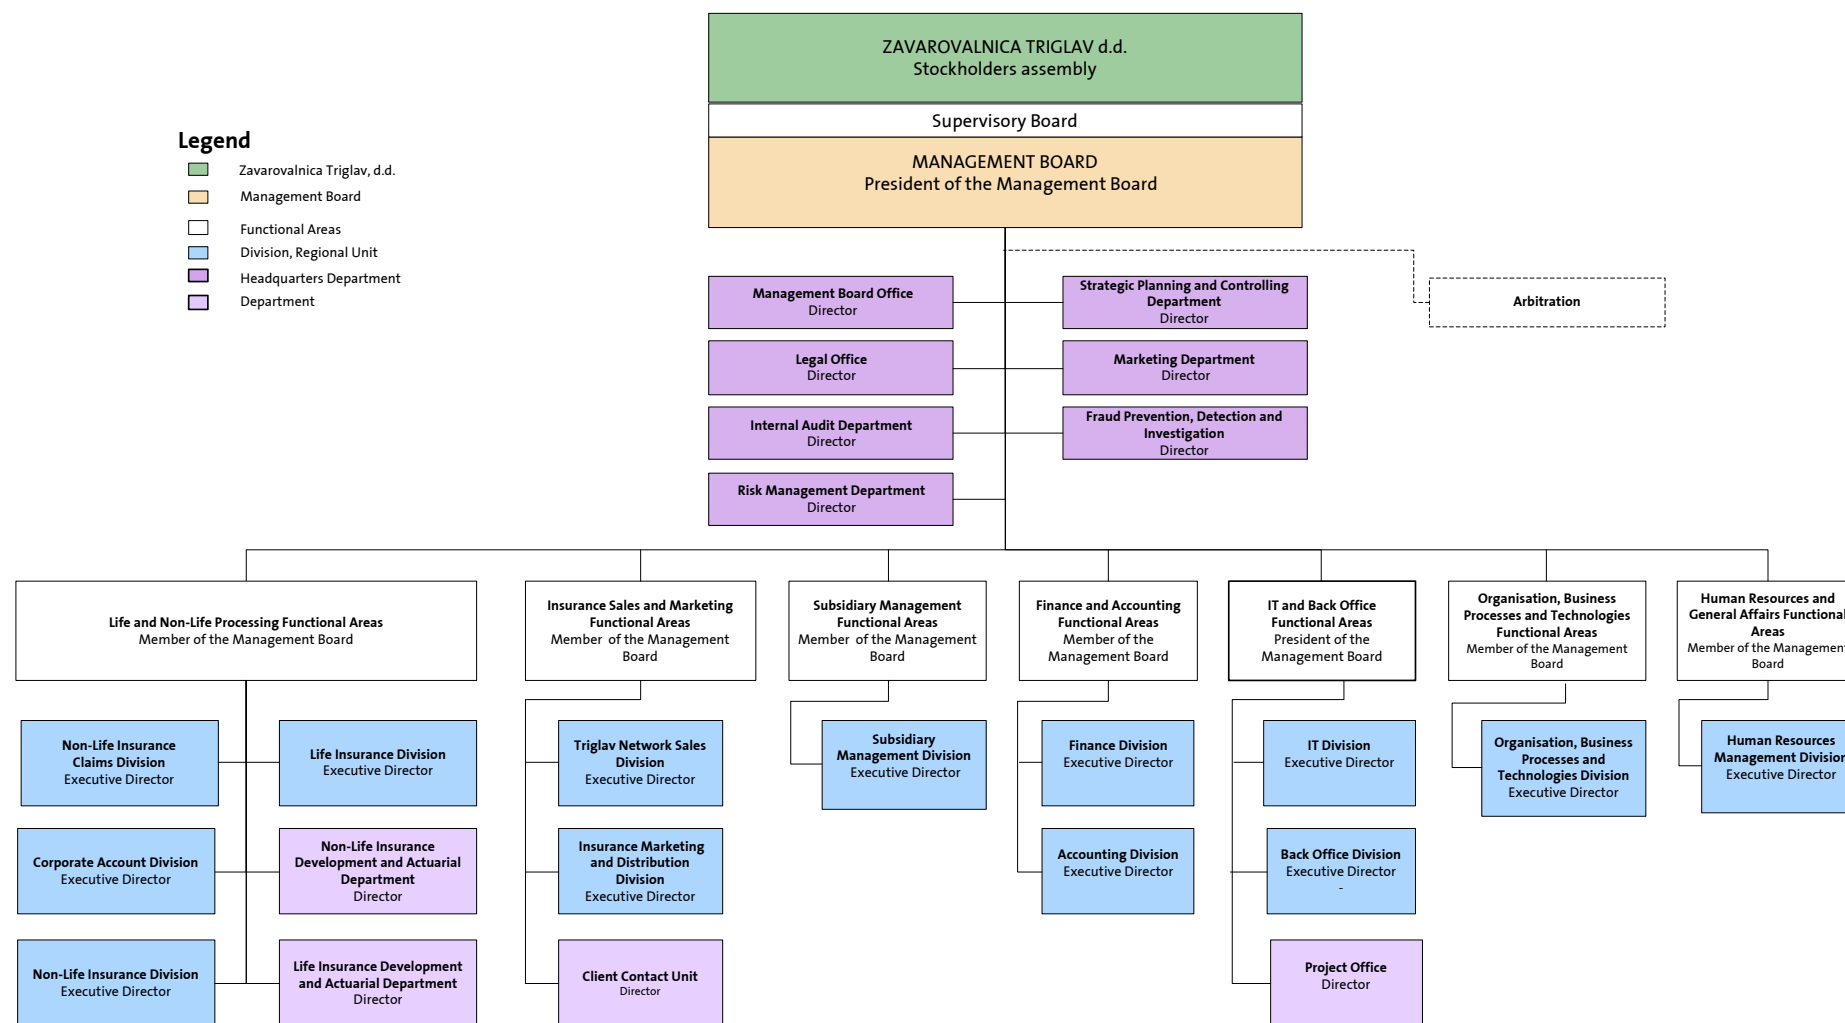 ZAVAROVALNICA TRIGLAV d.d.
Stockholders assembly
Supervisory Board
MANAGEMENT BOARD
President of the Management Board
Legend
Zavarovalnica Triglav, d.d.
Management Board
Functional Areas
Division, Regional Unit
Headquarters Department
Department
Management Board Office
Director
Strategic Planning and Controlling
Department
Director
Arbitration
Legal Office
Director
Marketing Department
Director
Internal Audit Department
Director
Fraud Prevention, Detection and
Investigation
Director
Risk Management Department
Director
Life and Non-Life Processing Functional Areas
Member of the Management Board
Insurance Sales and Marketing
Functional Areas
Member of the Management
Board
Subsidiary Management
Functional Areas
Member of the Management
Board
Finance and Accounting
Functional Areas
Member of the
Management Board
IT and Back Office
Functional Areas
President of the
Management Board
Organisation, Business
Processes and Technologies
Functional Areas
Member of the Management
Board
Human Resources and
General Affairs Functional
Areas
Member of the Management
Board
Non-Life Insurance
Claims Division
Executive Director
Life Insurance Division
Executive Director
Triglav Network Sales
Division
Executive Director
Subsidiary
Management Division
Executive Director
Finance Division
Executive Director
IT Division
Executive Director
Organisation, Business
Processes and
Technologies Division
Executive Director
Human Resources
Management Division
Executive Director
Corporate Account Division
Executive Director
Non-Life Insurance
Development and Actuarial
Department
Director
Insurance Marketing
and Distribution
Division
Executive Director
Accounting Division
Executive Director
Back Office Division
Executive Director
-
Non-Life Insurance Division
Executive Director
Life Insurance Development
and Actuarial Department
Director
Client Contact Unit
Director
Project Office
Director